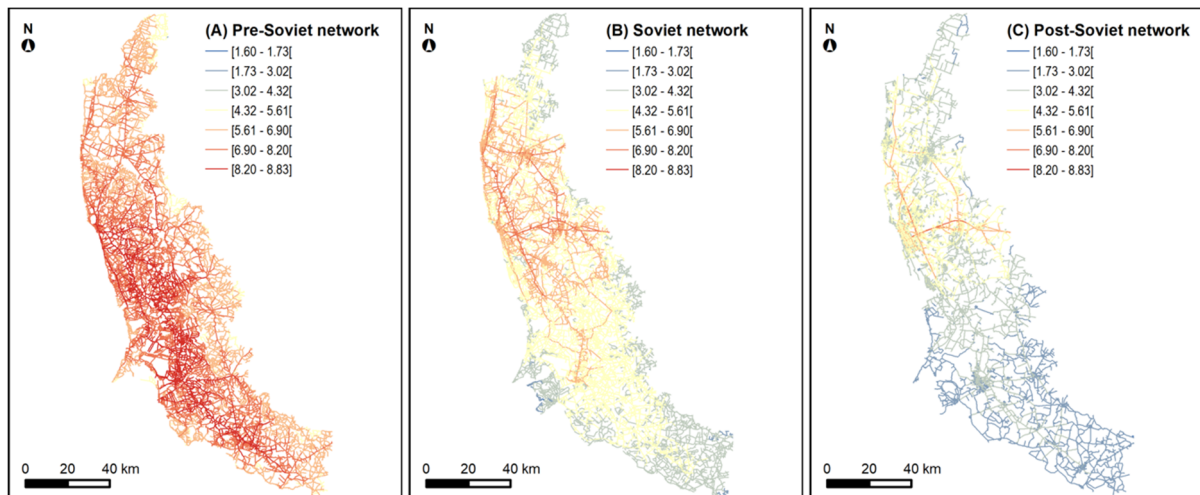 N
(A) Pre-Soviet network
[1.60 - 1.73[
[1.73 - 3.02[
[3.02 - 4.32[
[4.32 - 5.61[
[5.61 - 6.90[
[6.90 - 8.20[
[8.20 - 8.83]
0 20 40 km
N
(B) Soviet network
[1.60 - 1.73[
[1.73 - 3.02[
[3.02 - 4.32[
[4.32 - 5.61[
[5.61 - 6.90[
[6.90 - 8.20[
[8.20 - 8.83]
0 20 40 km
N
(C) Post-Soviet network
[1.60 - 1.73[
[1.73 - 3.02[
[3.02 - 4.32[
[4.32 - 5.61[
[5.61 - 6.90[
[6.90 - 8.20[
[8.20 - 8.83]
0 20 40 km